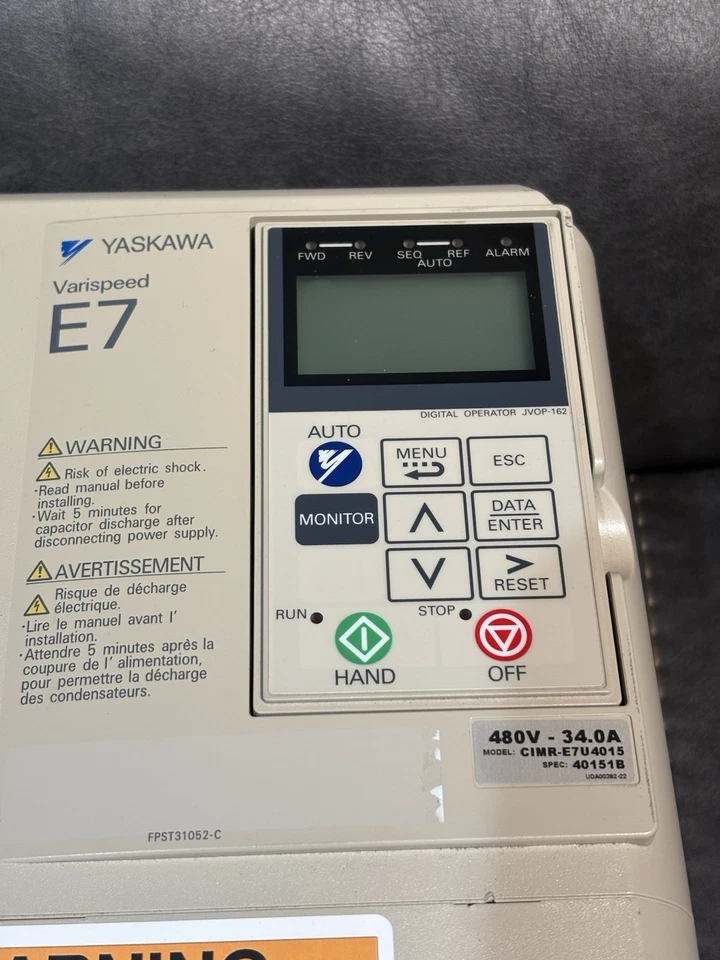 YASKAWA
Varispeed
E7
WARNING
Risk of electric shock.
·Read manual before
installing.
·Wait 5 minutes for
capacitor discharge after
disconnecting power supply.
AVERTISSEMENT
Risque de décharge
électrique.
·Lire le manuel avant l'
installation.
·Attendre 5 minutes après la
coupure de l' alimentation,
pour permettre la décharge
des condensateurs.
FWD REV SEQ REF ALARM
AUTO
DIGITAL OPERATOR JVOP-162
AUTO
MENU
ESC
MONITOR
DATA
ENTER
>
RESET
RUN
STOP
HAND
OFF
480V - 34.0A
MODEL: CIMR-E7U4015
SPEC: 40151B
UDA00392-22
FPST31052-C
WARNING